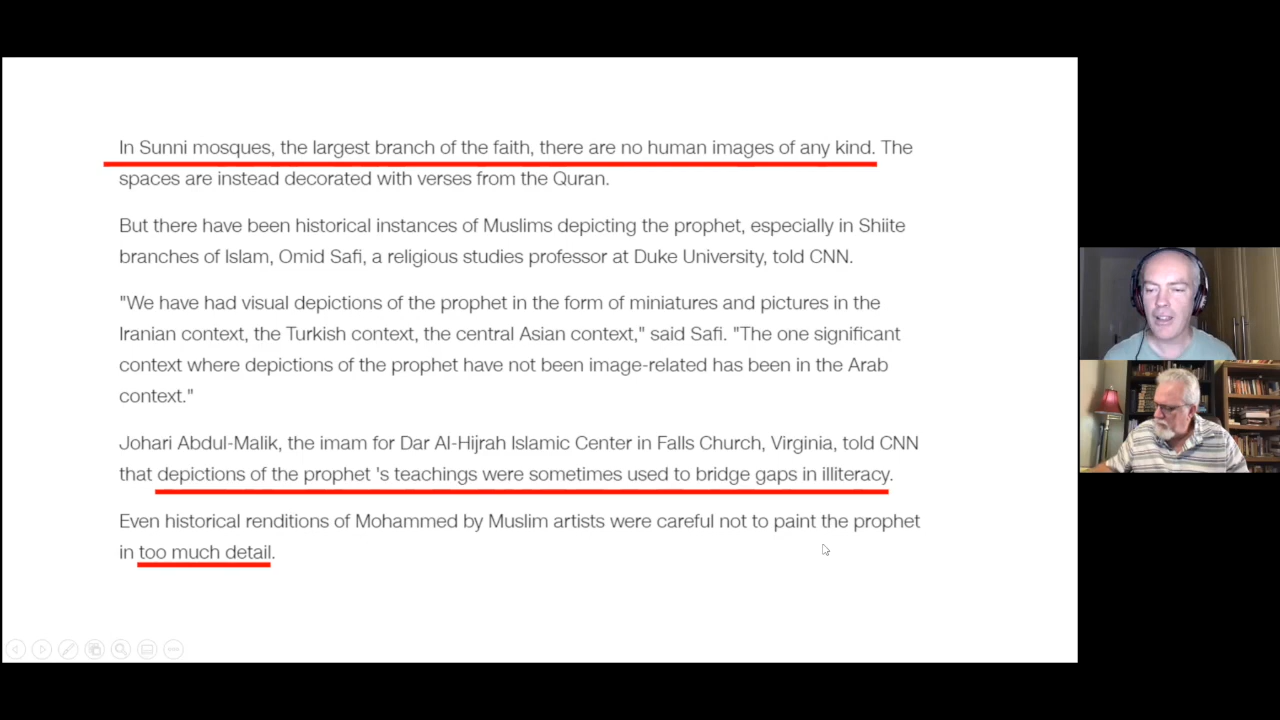 In Sunni mosques, the largest branch of the faith, there are no human images of any kind. The
spaces are instead decorated with verses from the Quran.
But there have been historical instances of Muslims depicting the prophet, especially in Shiite
branches of Islam, Omid Safi, a religious studies professor at Duke University, told CNN.
"We have had visual depictions of the prophet in the form of miniatures and pictures in the
Iranian context, the Turkish context, the central Asian context," said Safi. "The one significant
context where depictions of the prophet have not been image-related has been in the Arab
context."
Johari Abdul-Malik, the imam for Dar Al-Hijrah Islamic Center in Falls Church, Virginia, told CNN
that depictions of the prophet 's teachings were sometimes used to bridge gaps in illiteracy.
Even historical renditions of Mohammed by Muslim artists were careful not to paint the prophet
in too much detail.